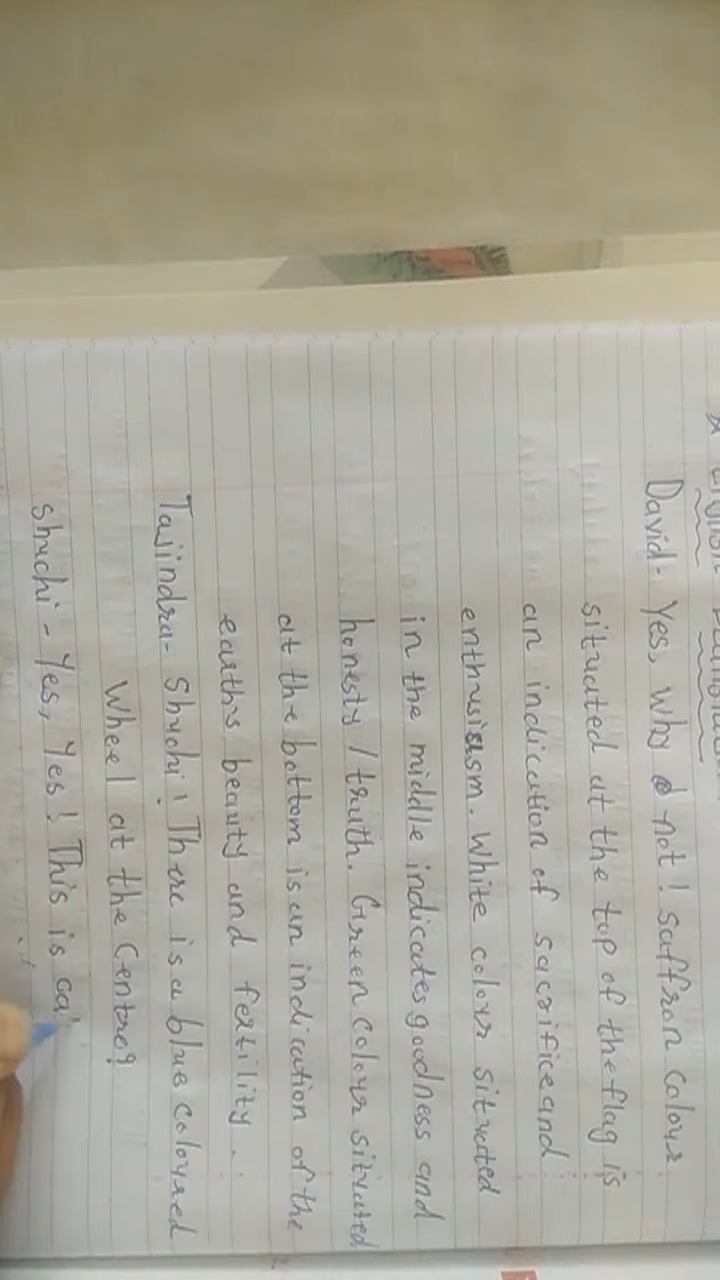 David- Yes, why not! Saffron colour
situated at the top of the flag is
an indication of sacrifice and
enthusiasm. White colour situated
in the middle indicates goodness and
honesty / truth. Green colour situated
at the bottom is an indication of the
earth's beauty and fertility.
Tajindra- Shuchi! There is a blue coloured
Wheel at the Centre?
Shuchi - Yes, Yes! This is ca